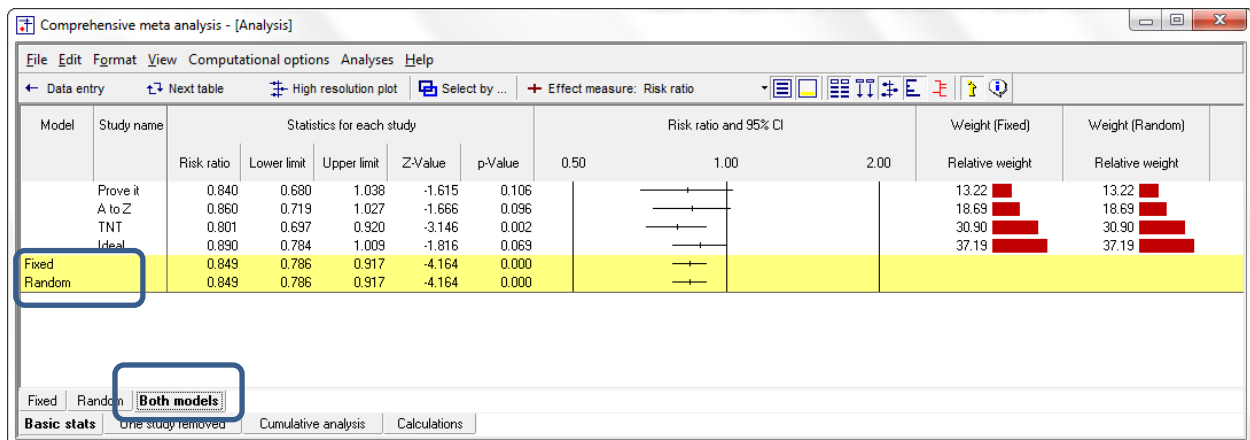 Comprehensive meta analysis - [Analysis]
File Edit Format View Computational options Analyses Help
← Data entry Next table High resolution plot Select by ... Effect measure: Risk ratio
Model Study name Statistics for each study Risk ratio and 95% CI Weight (Fixed) Weight (Random)
Risk ratio Lower limit Upper limit Z-Value p-Value 0.50 1.00 2.00 Relative weight Relative weight
Prove it 0.840 0.680 1.038 -1.615 0.106 13.22 13.22
A to Z 0.860 0.719 1.027 -1.666 0.096 18.69 18.69
TNT 0.801 0.697 0.920 -3.146 0.002 30.90 30.90
Ideal 0.890 0.784 1.009 -1.816 0.069 37.19 37.19
Fixed 0.849 0.786 0.917 -4.164 0.000
Random 0.849 0.786 0.917 -4.164 0.000
Fixed Random Both models
Basic stats One study removed Cumulative analysis Calculations